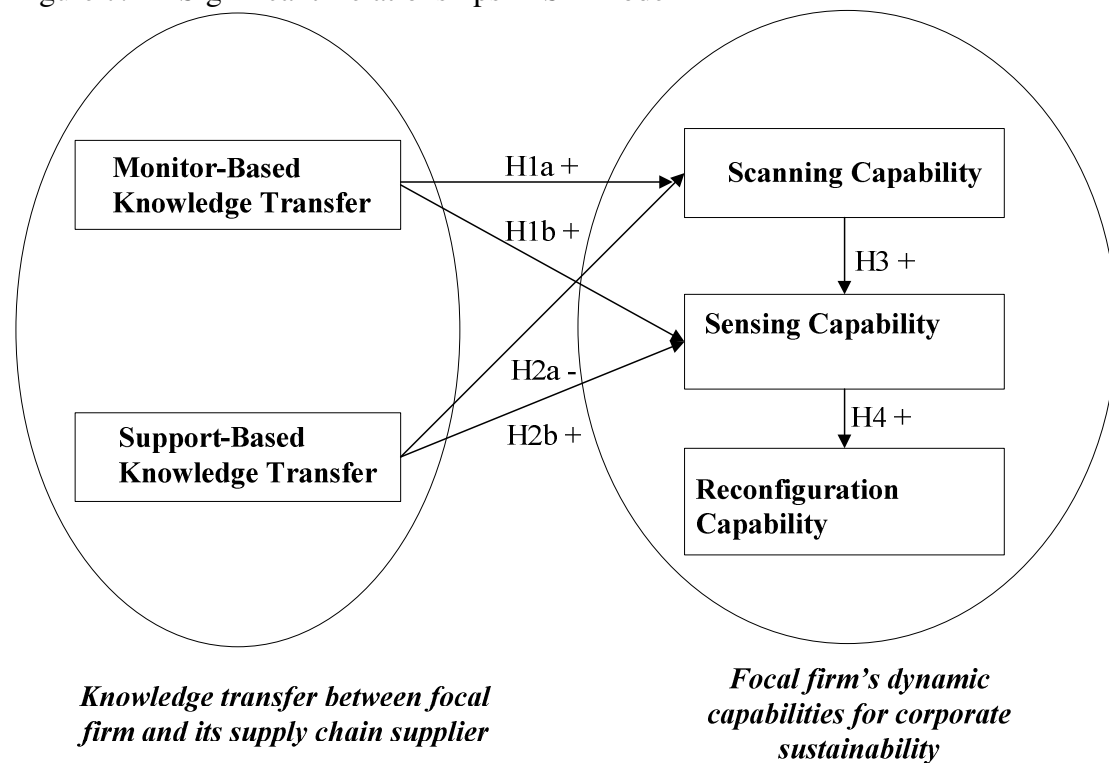 Monitor-Based
Knowledge Transfer
H1a +
Scanning Capability
H1b +
H3 +
Sensing Capability
H2a -
H4 +
Support-Based
Knowledge Transfer
H2b +
Reconfiguration
Capability
Knowledge transfer between focal
firm and its supply chain supplier
Focal firm’s dynamic
capabilities for corporate
sustainability